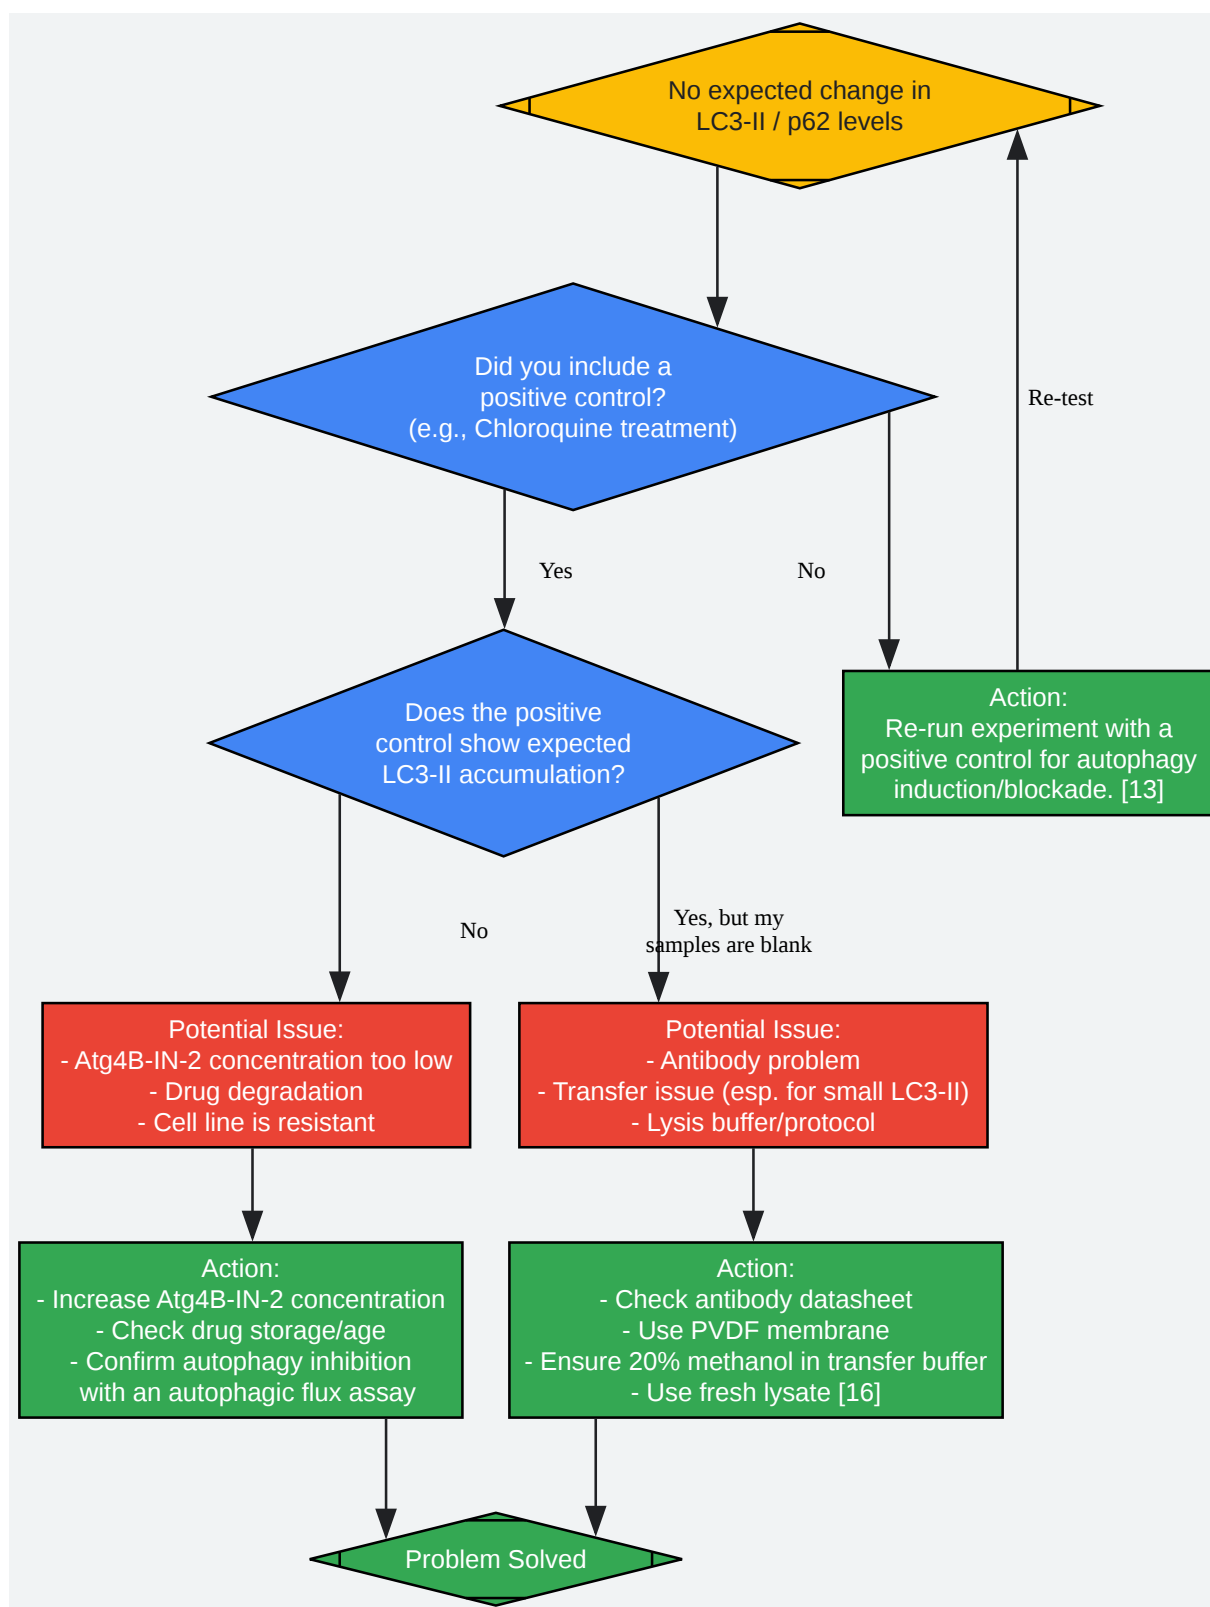 No expected change in
LC3-II / p62 levels
Did you include a
positive control?
(e.g., Chloroquine treatment)
Re-test
Yes
No
Action:
Re-run experiment with a
positive control for autophagy
induction/blockade. [13]
Does the positive
control show expected
LC3-II accumulation?
No
Yes, but my
samples are blank
Potential Issue:
- Atg4B-IN-2 concentration too low
- Drug degradation
- Cell line is resistant
Potential Issue:
- Antibody problem
- Transfer issue (esp. for small LC3-II)
- Lysis buffer/protocol
Action:
- Increase Atg4B-IN-2 concentration
- Check drug storage/age
- Confirm autophagy inhibition
with an autophagic flux assay
Action:
- Check antibody datasheet
- Use PVDF membrane
- Ensure 20% methanol in transfer buffer
- Use fresh lysate [16]
Problem Solved